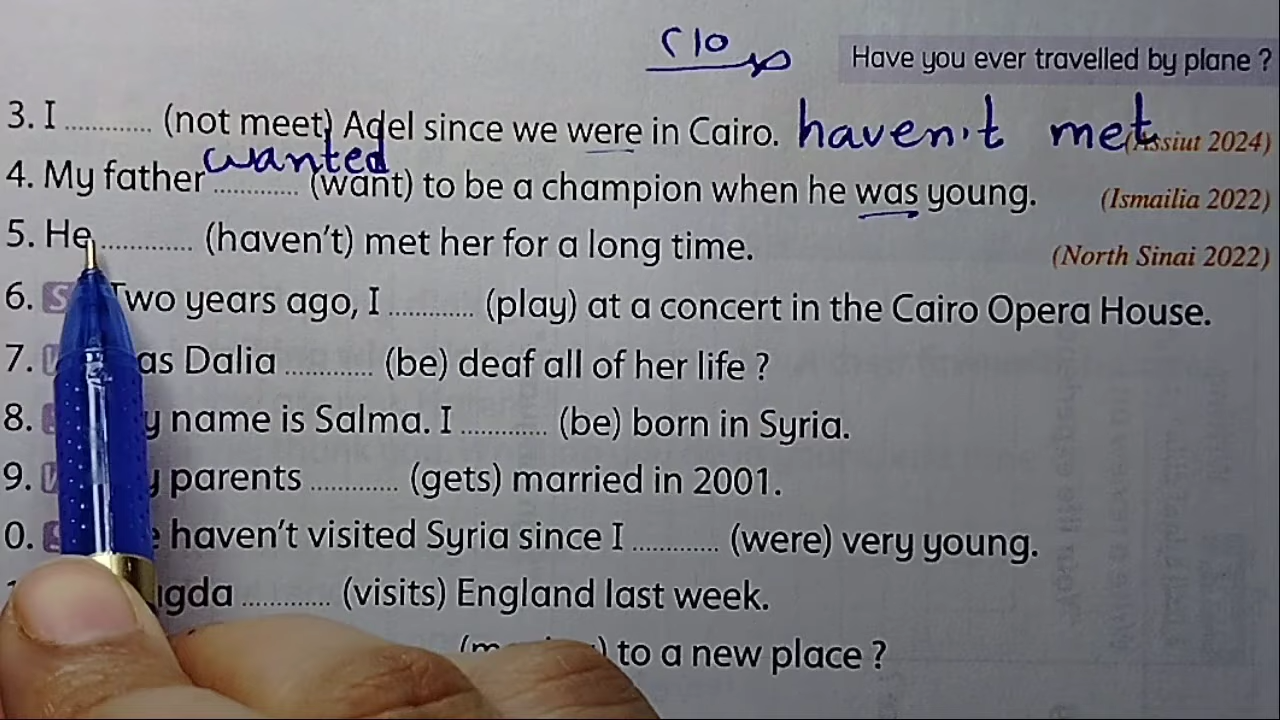 Have you ever travelled by plane ?
3. I ............ (not meet) Adel since we were in Cairo. haven't met (Assiut 2024)
wanted
4. My father ............ (want) to be a champion when he was young. (Ismailia 2022)
5. He ............ (haven't) met her for a long time. (North Sinai 2022)
6. Two years ago, I ............ (play) at a concert in the Cairo Opera House.
7. as Dalia ............ (be) deaf all of her life ?
8. y name is Salma. I ............ (be) born in Syria.
9. y parents ............ (gets) married in 2001.
0. e haven't visited Syria since I ............ (were) very young.
gda ............ (visits) England last week.
to a new place ?